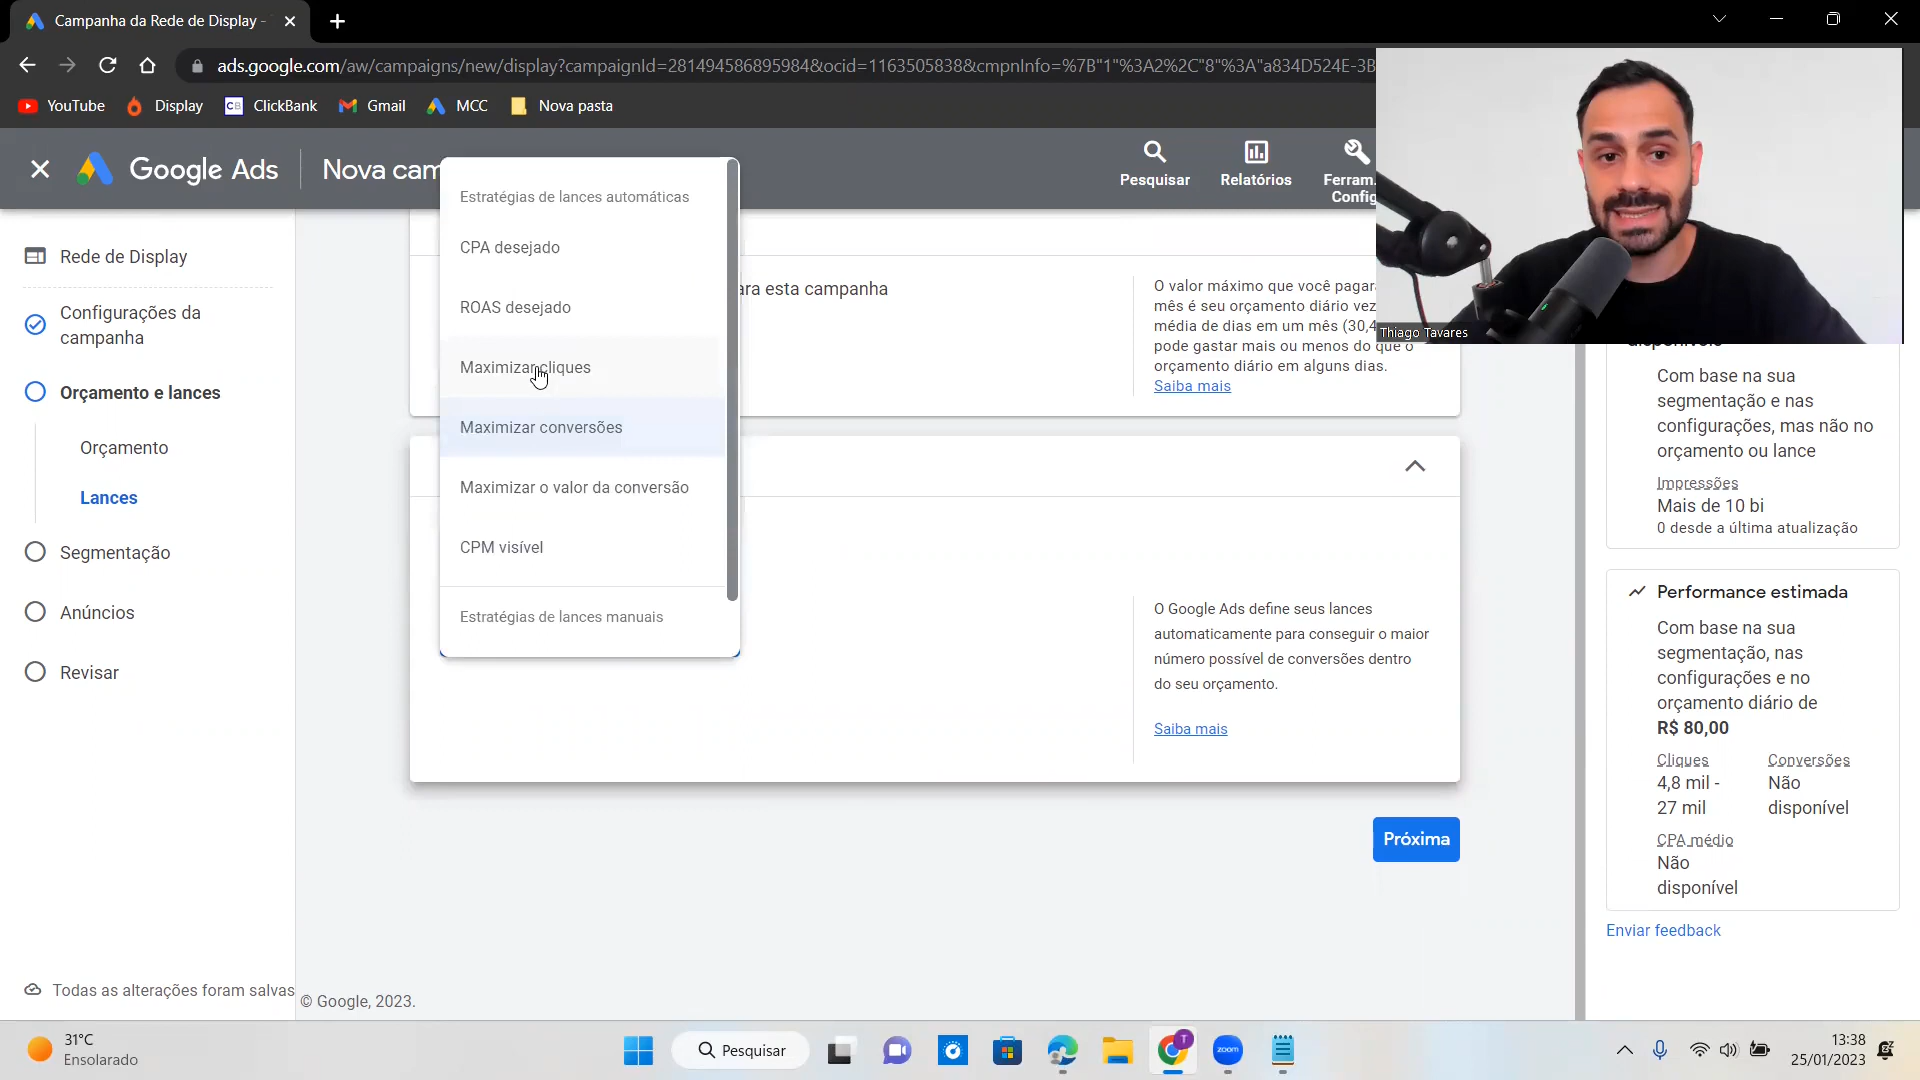 Campanha da Rede de Display -
ads.google.com/aw/campaigns/new/display?campaignId=281494586895984&ocid=1163505838&cmpnInfo=%7B"1"%3A2%2C"8"%3A"a834D524E-3B
YouTube
Display
CB
ClickBank
Gmail
MCC
Nova pasta
Google Ads
Nova cam
Pesquisar
Relatórios
Ferram.
Config
Rede de Display
Configurações da
campanha
Orçamento e lances
Orçamento
Lances
Segmentação
Anúncios
Revisar
Todas as alterações foram salvas
Estratégias de lances automáticas
CPA desejado
ROAS desejado
Maximizar cliques
Maximizar conversões
Maximizar o valor da conversão
CPM visível
Estratégias de lances manuais
ara esta campanha
O valor máximo que você pagar
mês é seu orçamento diário vez
média de dias em um mês (30,4
pode gastar mais ou menos do que o
orçamento diário em alguns dias.
Saiba mais
O Google Ads define seus lances
automaticamente para conseguir o maior
número possível de conversões dentro
do seu orçamento.
Saiba mais
Próxima
© Google, 2023.
Thiago Tavares
Com base na sua
segmentação e nas
configurações, mas não no
orçamento ou lance
Impressões
Mais de 10 bi
0 desde a última atualização
Performance estimada
Com base na sua
segmentação, nas
configurações e no
orçamento diário de
R$ 80,00
Cliques
Conversões
4,8 mil -
27 mil
Não
disponível
CPA médio
Não
disponível
Enviar feedback
31°C
Ensolarado
Pesquisar
T
zoom
13:38
25/01/2023